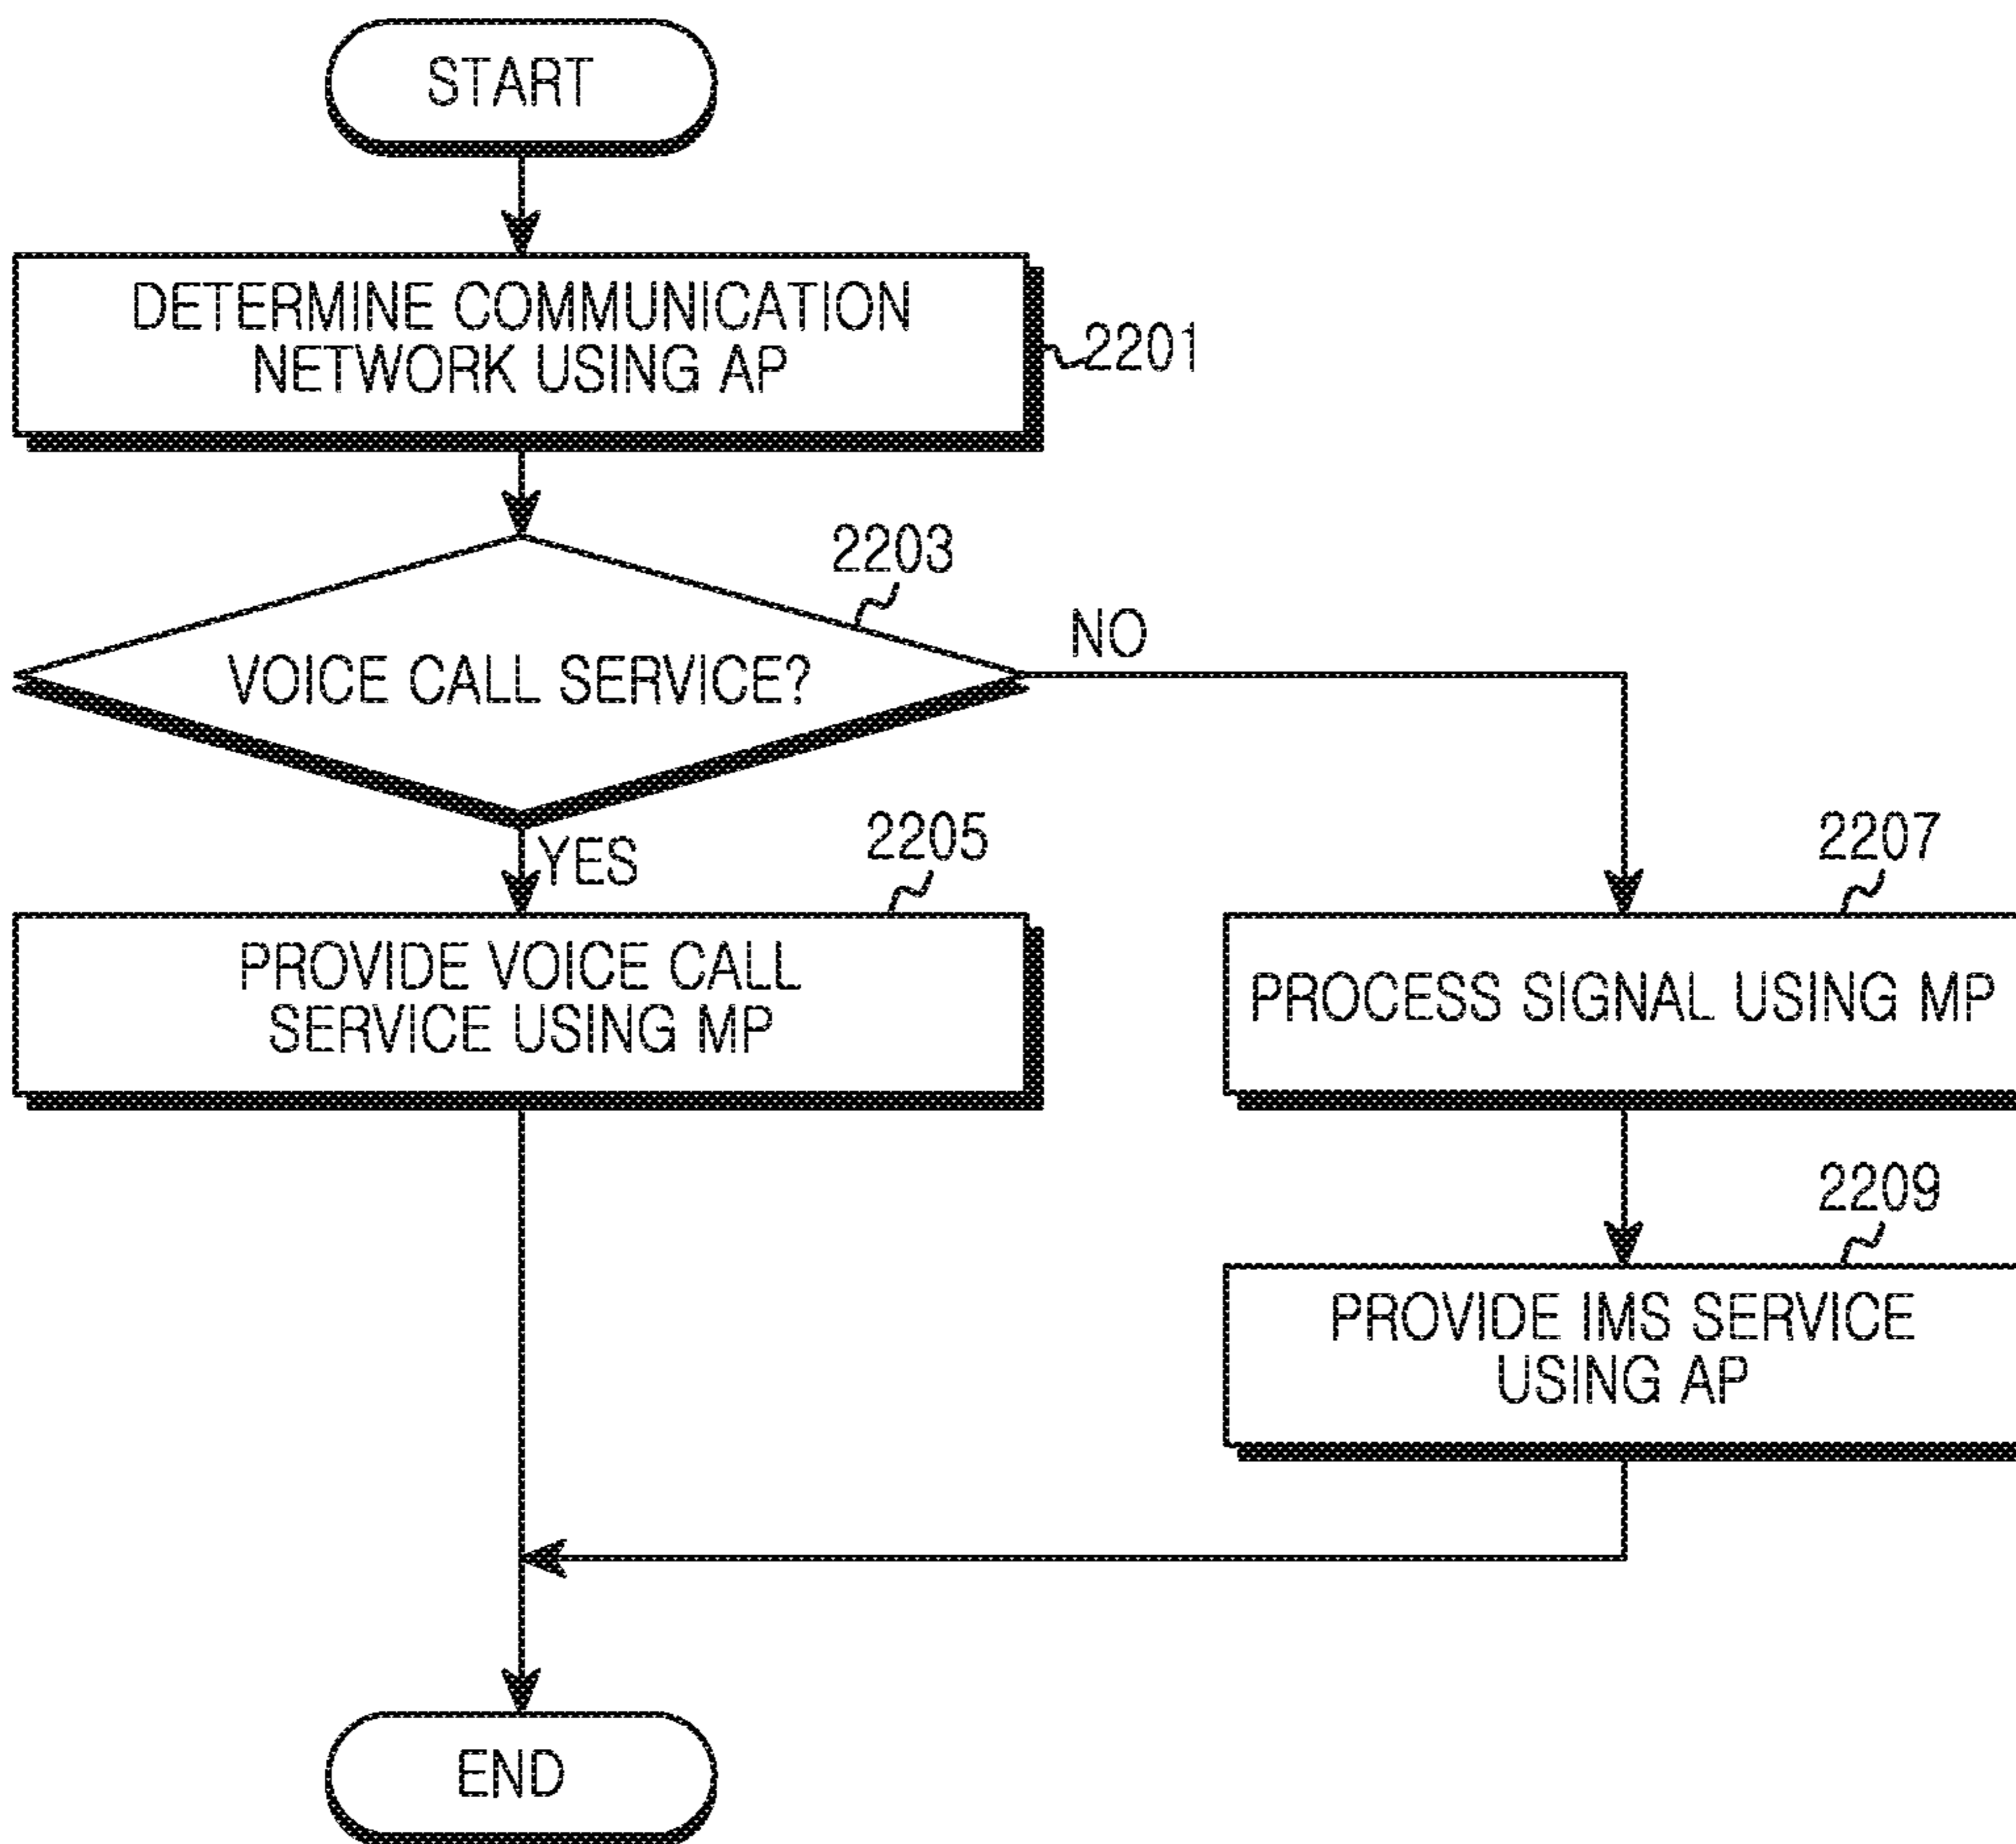 START
DETERMINE COMMUNICATION
NETWORK USING AP
2201
2203
VOICE CALL SERVICE?
NO
YES
2205
PROVIDE VOICE CALL
SERVICE USING MP
2207
PROCESS SIGNAL USING MP
2209
PROVIDE IMS SERVICE
USING AP
END